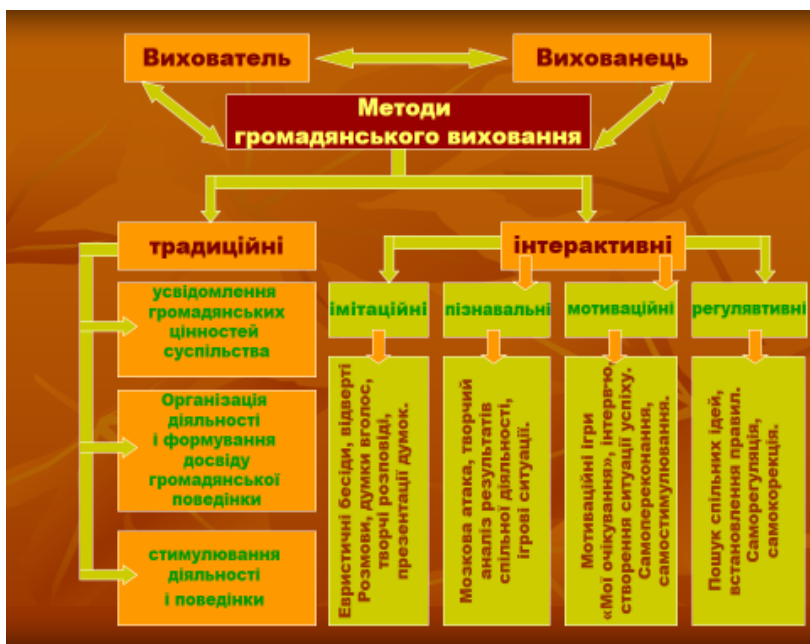 Вихователь
Вихованець
Методи
громадянського виховання
традиційні
інтерактивні
усвідомлення
громадянських
цінностей
суспільства
Організація
діяльності
і формування
досвіду
громадянської
поведінки
стимулювання
діяльності
і поведінки
імітаційні
пізнавальні
мотиваційні
регулявтивні
Евристичні бесіди, відверті
Розмови, думки вголос,
творчі розповіді,
презентації думок.
Мозкова атака, творчий
аналіз результатів
спільної діяльності,
ігрові ситуації.
Мотиваційні ігри
«Мої очікування», інтерв-ю,
створення ситуації успіху.
Самопереконання,
самостимулювання.
Пошук спільних ідей,
встановлення правил.
Саморегуляція,
самокорекція.